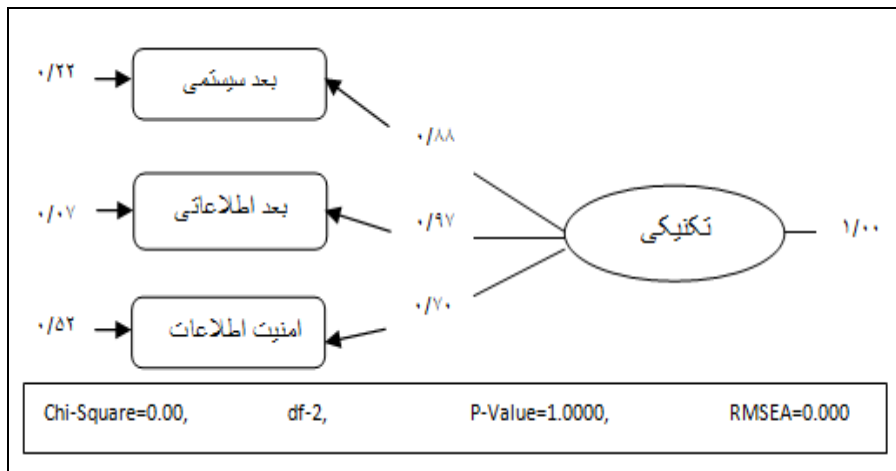 ۰/۲۲
بعد سیستمی
۰/۸۸
۰/۰۷
بعد اطلاعاتی
۰/۹۷
تکنیکی
۱/۰۰
۰/۷۰
۰/۵۲
امنیت اطلاعات
Chi-Square=0.00, df-2, P-Value=1.0000, RMSEA=0.000